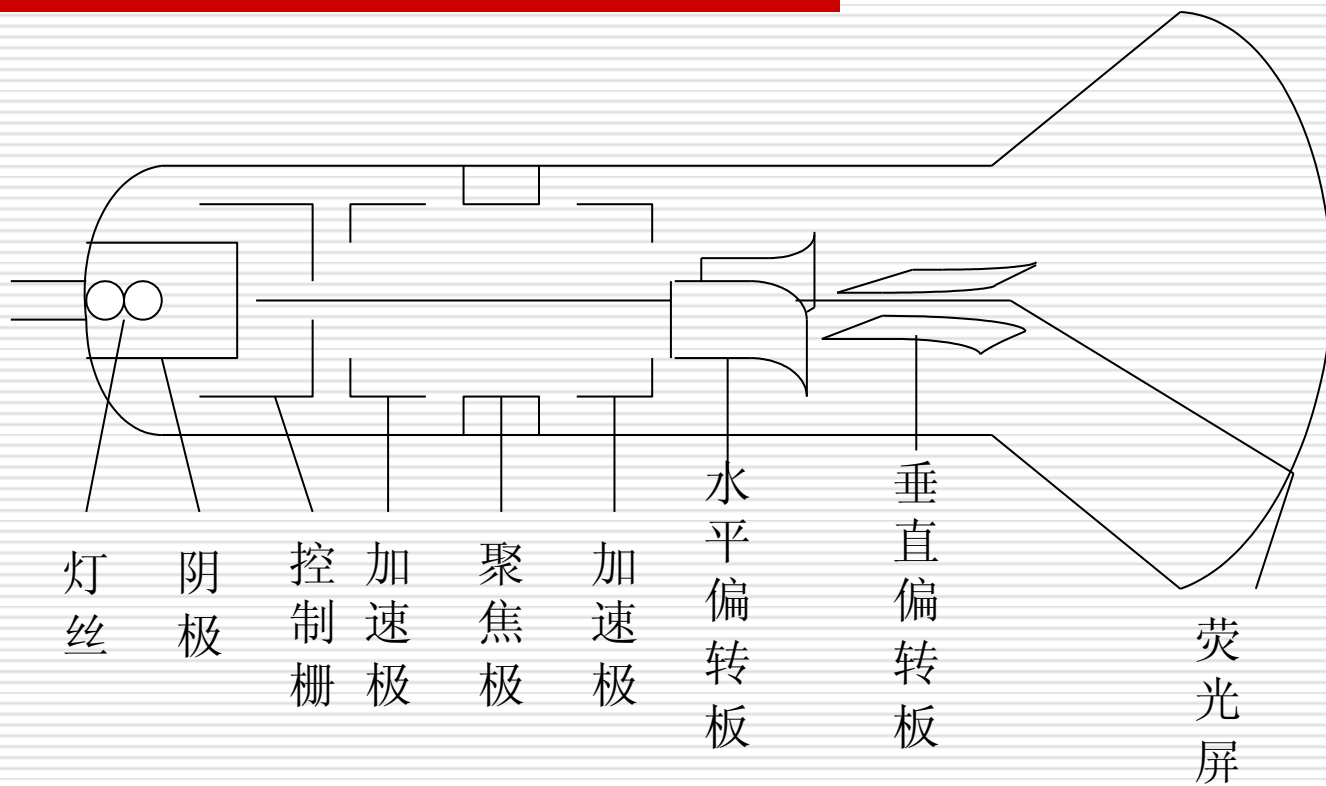 灯丝
阴极
控制栅
加速极
聚焦极
加速极
水平偏转板
垂直偏转板
荧光屏